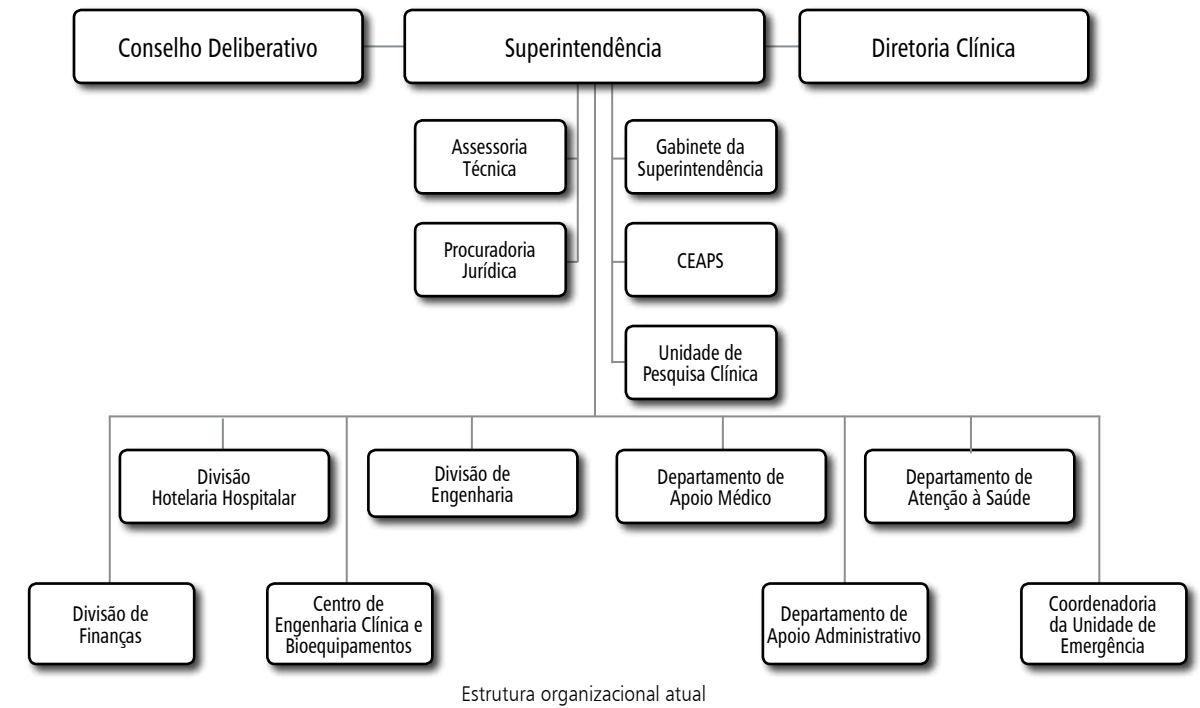 Conselho Deliberativo
Superintendência
Diretoria Clínica
Assessoria
Técnica
Gabinete da
Superintendência
Procuradoria
Jurídica
CEAPS
Unidade de
Pesquisa Clínica
Divisão
Hotelaria Hospitalar
Divisão de
Engenharia
Departamento de
Apoio Médico
Departamento de
Atenção à Saúde
Divisão de
Finanças
Centro de
Engenharia Clínica e
Bioequipamentos
Departamento de
Apoio Administrativo
Coordenadoria
da Unidade de
Emergência
Estrutura organizacional atual